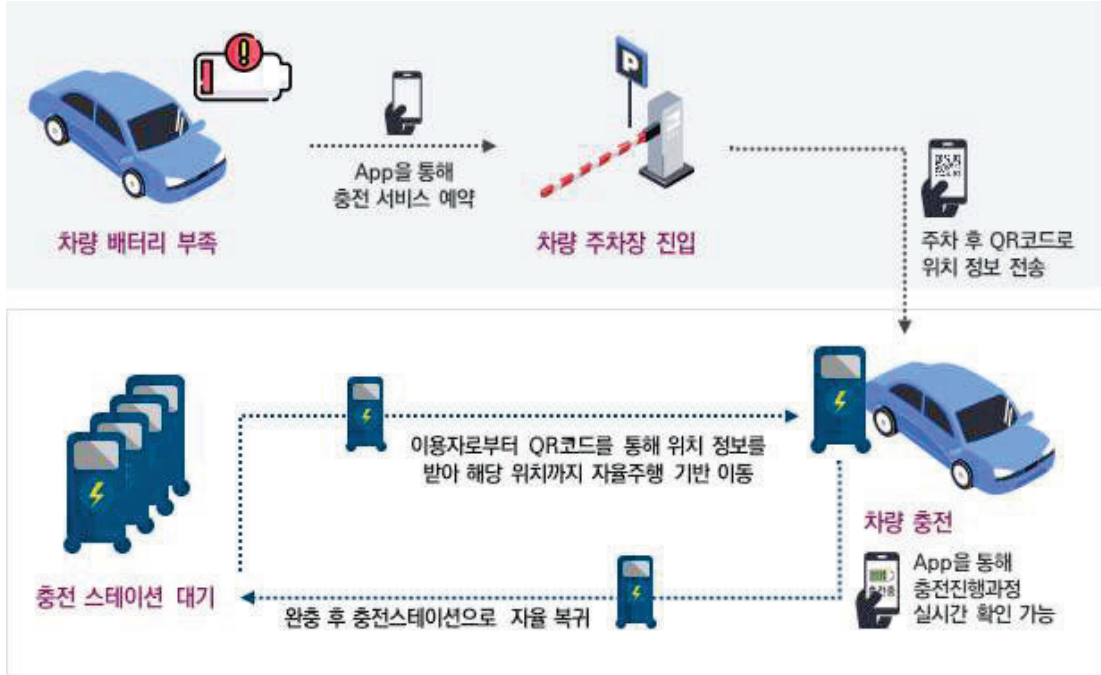 P
App을 통해
충전 서비스 예약
차량 배터리 부족
차량 주차장 진입
주차 후 QR코드로
위치 정보 전송
이용자로부터 QR코드를 통해 위치 정보를
받아 해당 위치까지 자율주행 기반 이동
차량 충전
충전 스테이션 대기
App을 통해
충전진행과정
실시간 확인 가능
완충 후 충전스테이션으로 자율 복귀